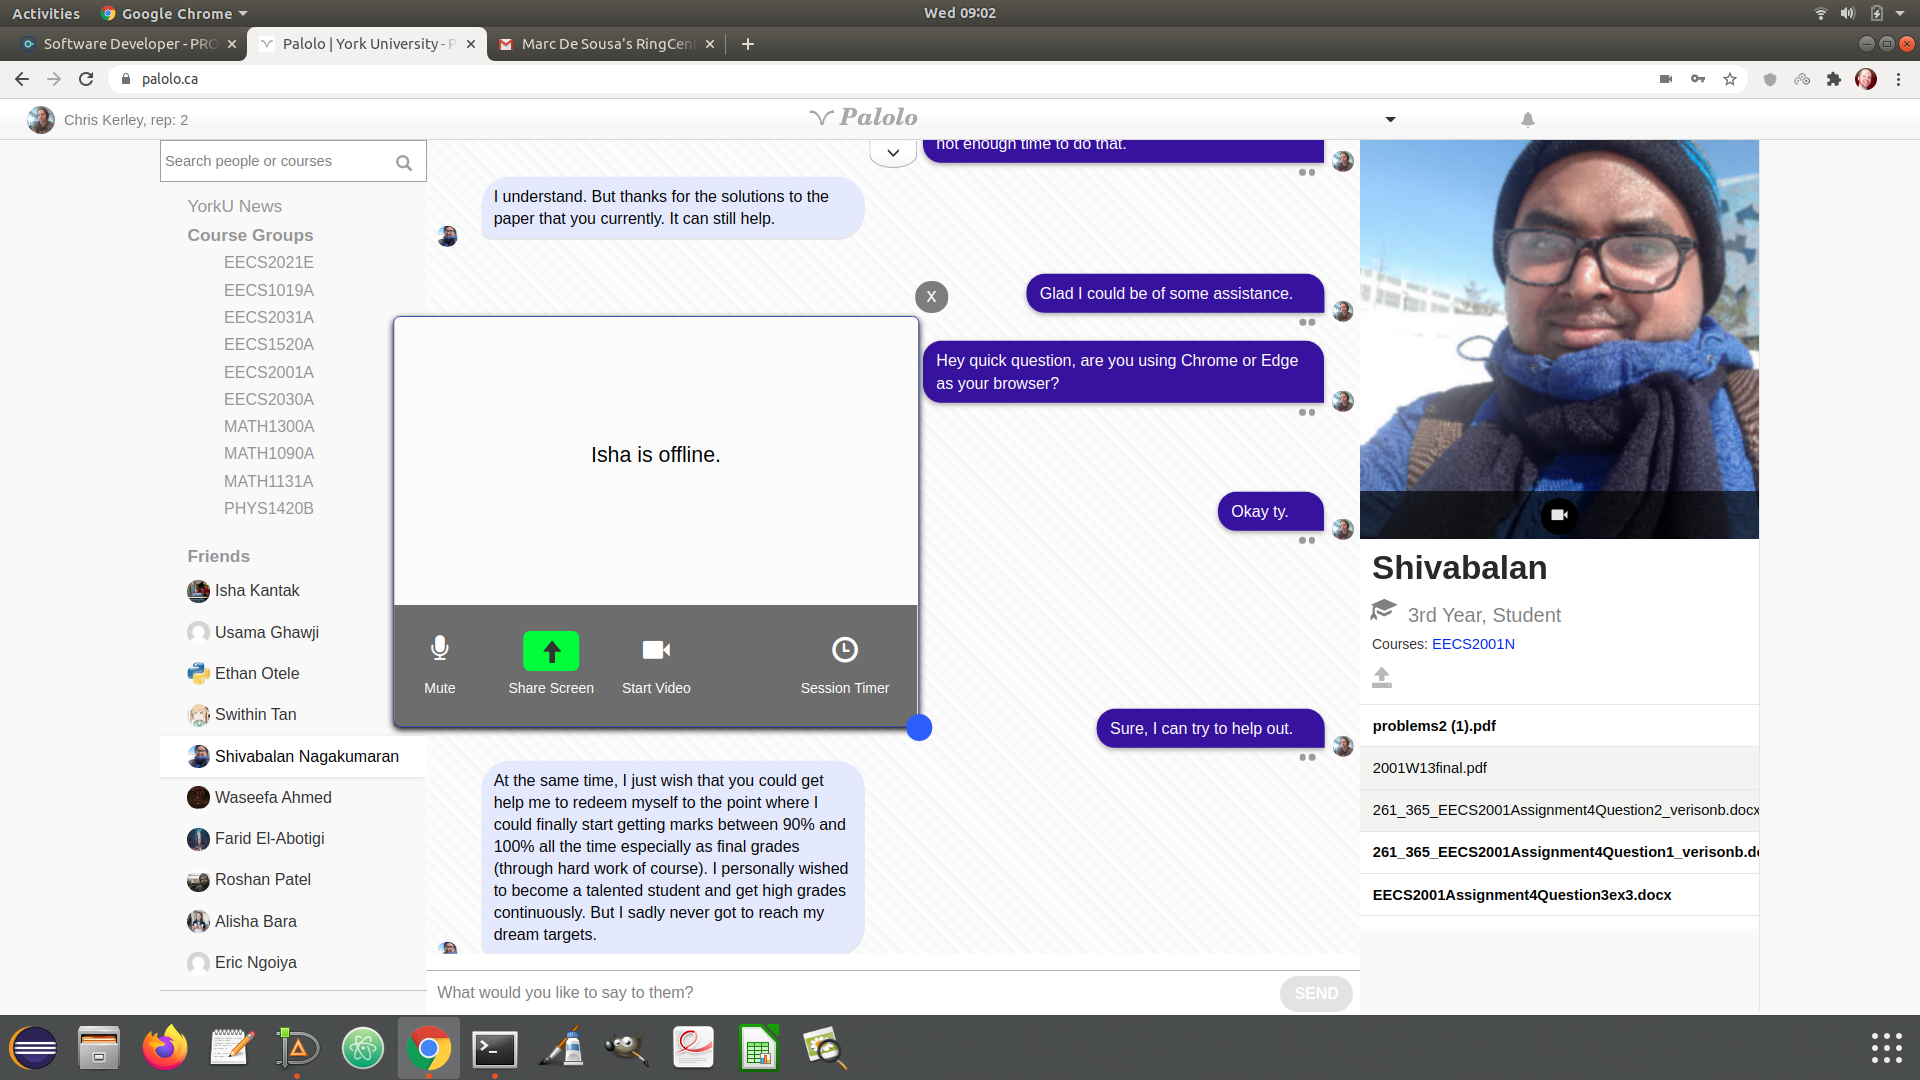 Activities
Google Chrome
Wed 09:02
Software Developer - PRO
Palolo | York University - P
Marc De Sousa's RingCen
palolo.ca
Chris Kerley, rep: 2
Palolo
Search people or courses
YorkU News
Course Groups
EECS2021E
EECS1019A
EECS2031A
EECS1520A
EECS2001A
EECS2030A
MATH1300A
MATH1090A
MATH1131A
PHYS1420B
Friends
Isha Kantak
Usama Ghawji
Ethan Otele
Swithin Tan
Shivabalan Nagakumaran
Waseefa Ahmed
Farid El-Abotigi
Roshan Patel
Alisha Bara
Eric Ngoiya
not enough time to do that.
I understand. But thanks for the solutions to the
paper that you currently. It can still help.
Glad I could be of some assistance.
X
Hey quick question, are you using Chrome or Edge
as your browser?
Isha is offline.
Okay ty.
Mute
Share Screen
Start Video
Session Timer
Sure, I can try to help out.
At the same time, I just wish that you could get
help me to redeem myself to the point where I
could finally start getting marks between 90% and
100% all the time especially as final grades
(through hard work of course). I personally wished
to become a talented student and get high grades
continuously. But I sadly never got to reach my
dream targets.
What would you like to say to them?
SEND
Shivabalan
3rd Year, Student
Courses: EECS2001N
problems2 (1).pdf
2001W13final.pdf
261_365_EECS2001Assignment4Question2_verisonb.docx
261_365_EECS2001Assignment4Question1_verisonb.do
EECS2001Assignment4Question3ex3.docx